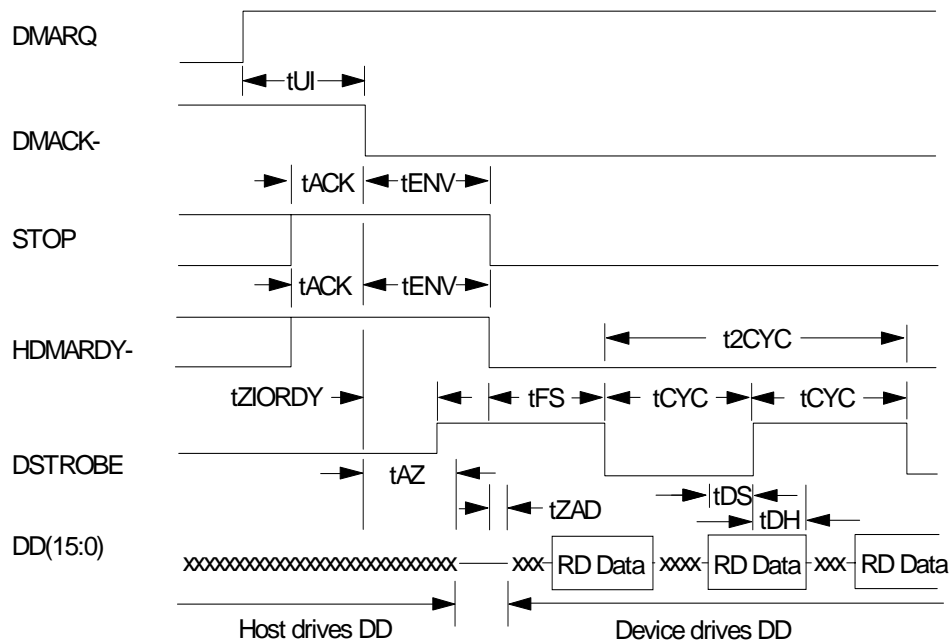 DMARQ
tUI
DMACK-
tACK tENV
STOP
tACK tENV
HDMARDY-
t2CYC
tZIORDY tFS tCYC tCYC
DSTROBE
tAZ
tDS
tZAD tDH
DD(15:0)
XXXXXXXXXXXXXXXXXXXXXXXXXX XXX RD Data XXXX RD Data XXX RD Data
Host drives DD Device drives DD